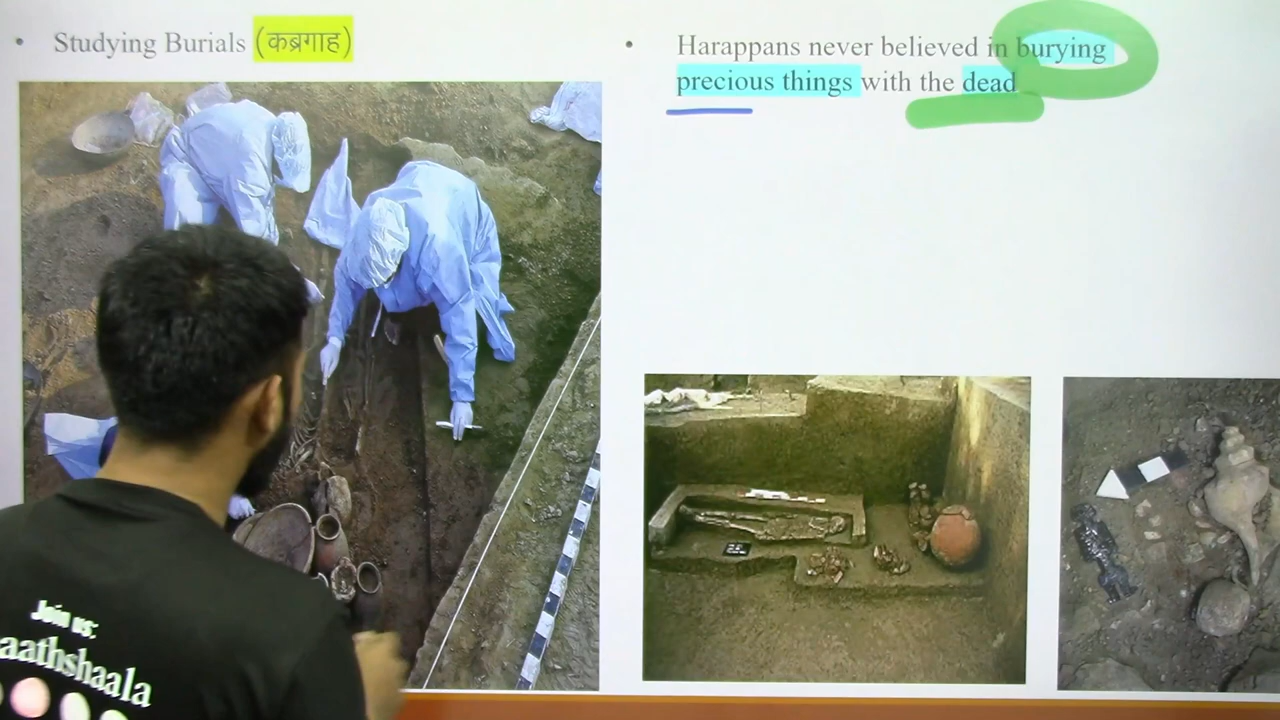 • Studying Burials (कब्रगाह)
• Harappans never believed in burying
precious things with the dead
Join us:
aathshaala